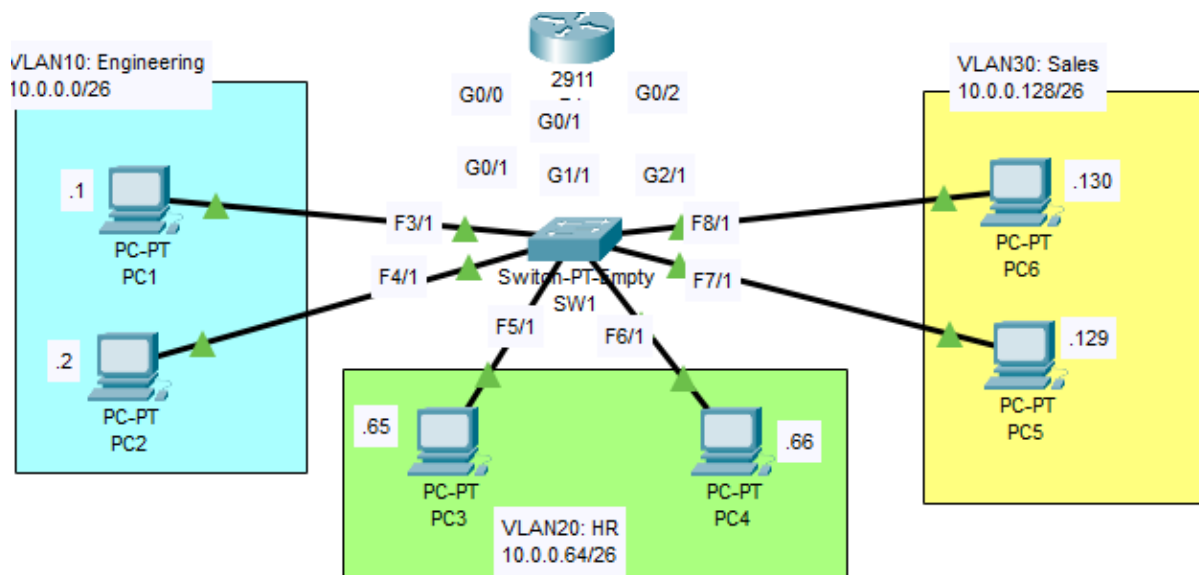 VLAN10: Engineering
10.0.0.0/26
2911
G0/0
G0/2
G0/1
VLAN30: Sales
10.0.0.128/26
G0/1
G1/1
G2/1
.1
PC-PT
PC1
F3/1
F8/1
.130
PC-PT
PC6
F4/1
Switch-PT-Empty
SW1
F7/1
.2
PC-PT
PC2
F5/1
F6/1
.129
PC-PT
PC5
.65
PC-PT
PC3
.66
PC-PT
PC4
VLAN20: HR
10.0.0.64/26